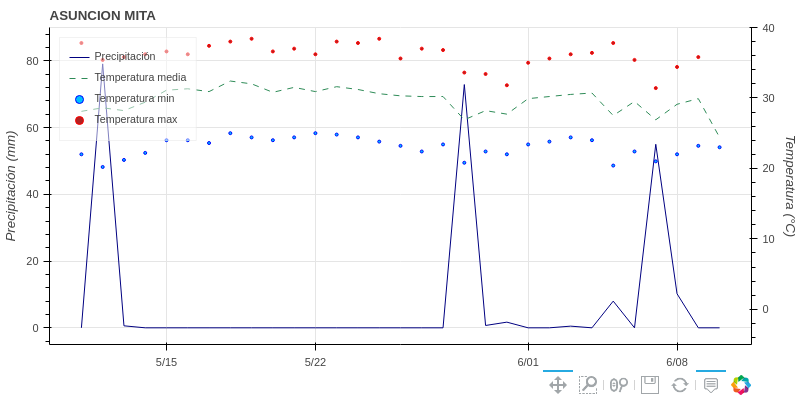 ASUNCION MITA
Precipitación
Temperatura media
Temperatura min
Temperatura max
Precipitación (mm)
80
60
40
20
0
Temperatura (°C)
40
30
20
10
0
5/15
5/22
6/01
6/08